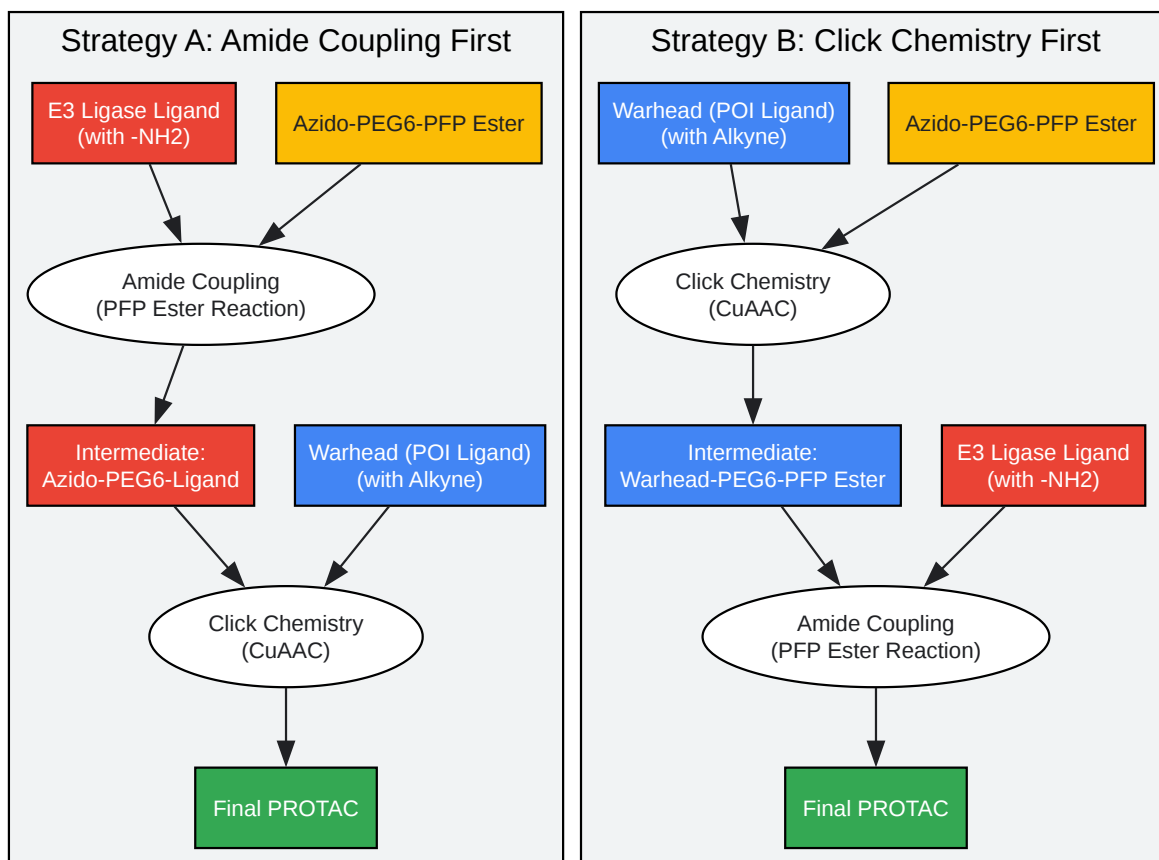 Strategy A: Amide Coupling First
E3 Ligase Ligand
(with -NH2)
Azido-PEG6-PFP Ester
Amide Coupling
(PFP Ester Reaction)
Intermediate:
Azido-PEG6-Ligand
Warhead (POI Ligand)
(with Alkyne)
Click Chemistry
(CuAAC)
Final PROTAC
Strategy B: Click Chemistry First
Warhead (POI Ligand)
(with Alkyne)
Azido-PEG6-PFP Ester
Click Chemistry
(CuAAC)
Intermediate:
Warhead-PEG6-PFP Ester
E3 Ligase Ligand
(with -NH2)
Amide Coupling
(PFP Ester Reaction)
Final PROTAC